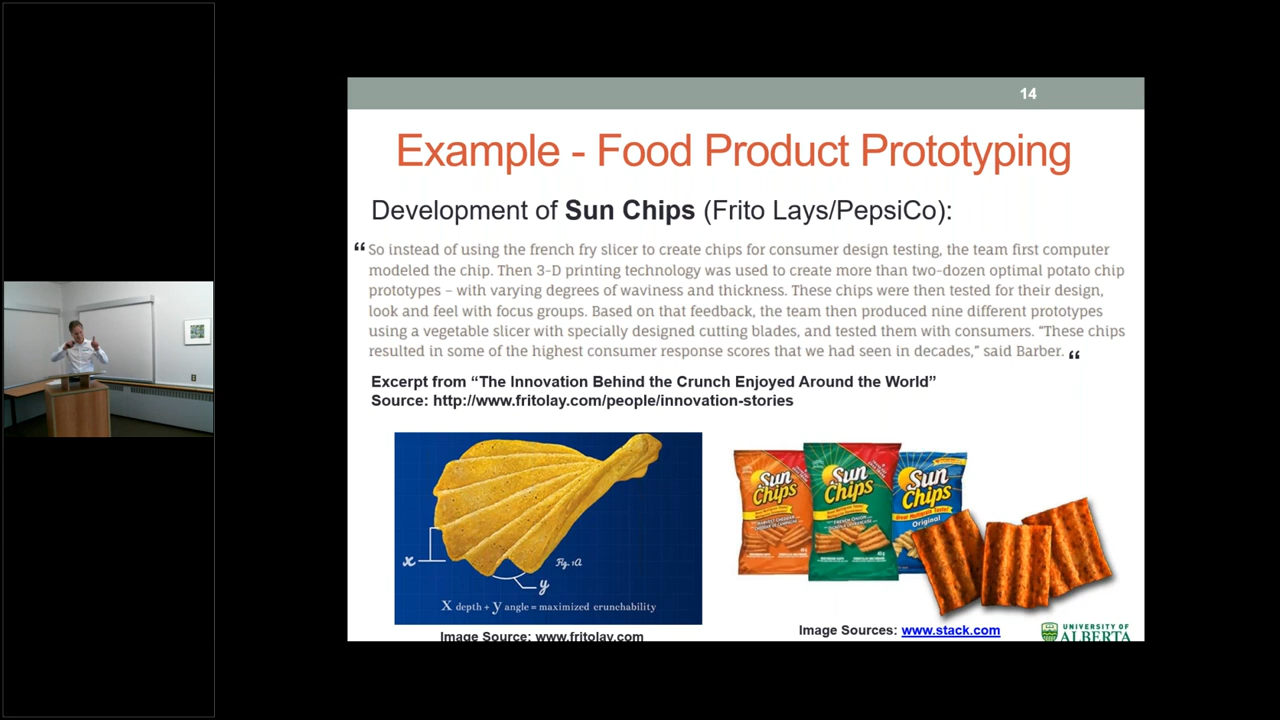 14
Example - Food Product Prototyping
Development of Sun Chips (Frito Lays/PepsiCo):
“ So instead of using the french fry slicer to create chips for consumer design testing, the team first computer
modeled the chip. Then 3-D printing technology was used to create more than two-dozen optimal potato chip
prototypes – with varying degrees of waviness and thickness. These chips were then tested for their design,
look and feel with focus groups. Based on that feedback, the team then produced nine different prototypes
using a vegetable slicer with specially designed cutting blades, and tested them with consumers. “These chips
resulted in some of the highest consumer response scores that we had seen in decades,” said Barber. “
Excerpt from “The Innovation Behind the Crunch Enjoyed Around the World”
Source: http://www.fritolay.com/people/innovation-stories
x
y
Fig. 1A
X depth + y angle = maximized crunchability
Image Source: www.fritolay.com
Sun
Chips
Sun
Chips
Sun
Chips
Great Multigrain Taste!
Original
Image Sources: www.stack.com
UNIVERSITY OF
ALBERTA